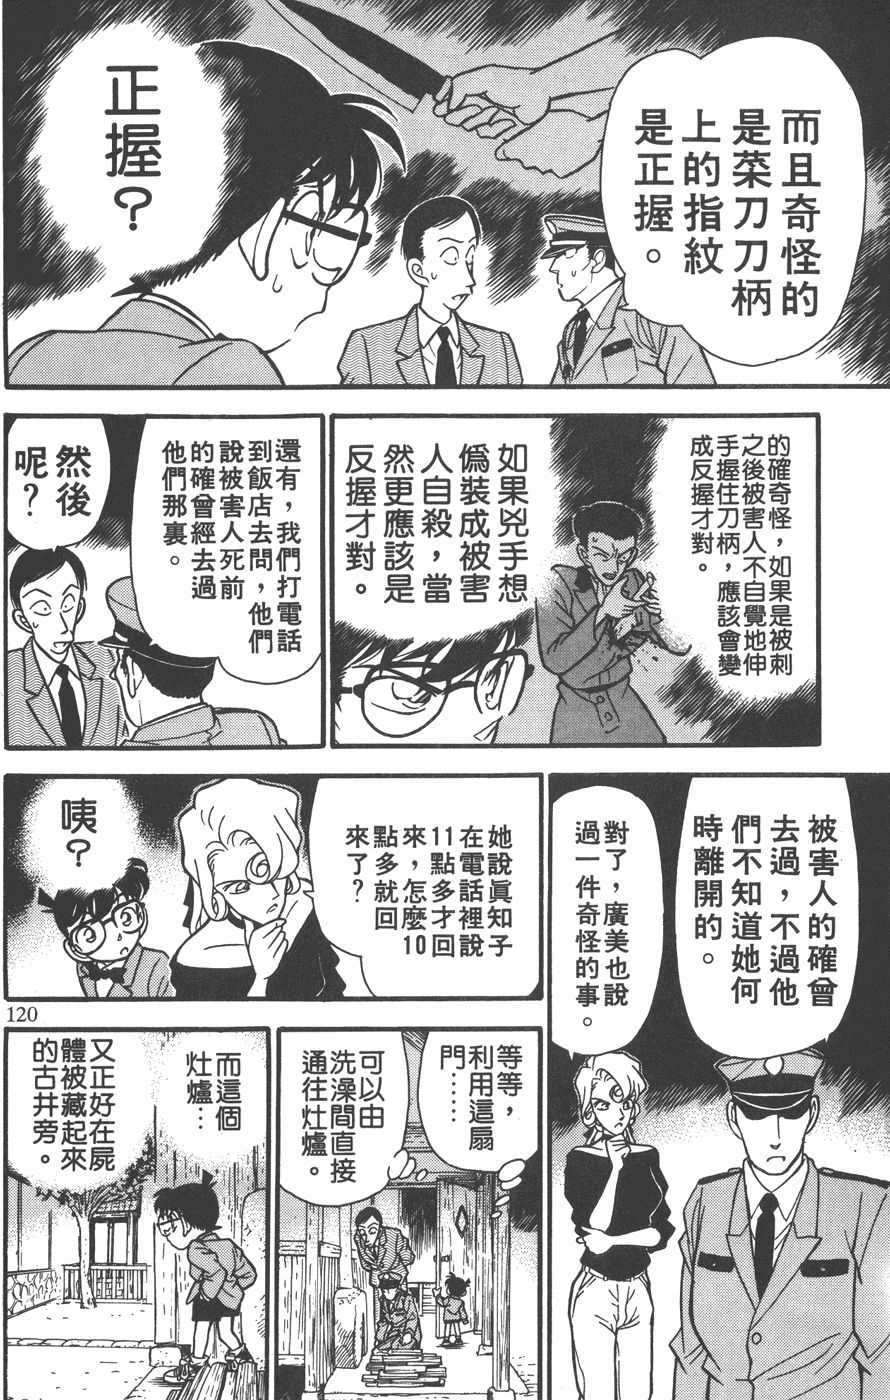 而且奇怪的
是菜刀刀柄
上的指紋
是正握。
正握?
的確奇怪，如果是被刺
之後被害人不自覺地伸
手握住刀柄，應該會變
成反握才對。
如果兇手想
偽裝成被害
人自殺，當
然更應該是
反握才對。
還有，我們打電話
到飯店去問，他們
說被害人死前
的確曾經去過
他們那裏。
然後
呢?
被害人的確曾
去過，不過他
們不知道她何
時離開的。
對了，廣美也說
過一件奇怪的事。
她說眞知子
在電話裡說
11點多才回
來，怎麼10
點多就回
來了?
咦?
等等，
利用這扇
門……
可以由
洗澡間直接
通往灶爐。
而這個
灶爐…
又正好在屍
體被藏起來
的古井旁。
120